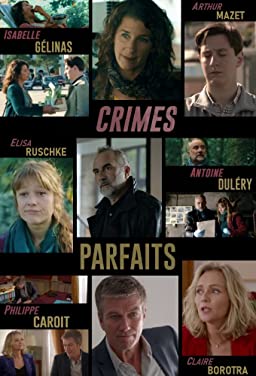 ISABELLE
GÉLINAS
ARTHUR
MAZET
CRIMES
ELISA
RUSCHKE
ANTOINE
DULÉRY
PARFAITS
PHILIPPE
CAROIT
CLAIRE
BOROTRA